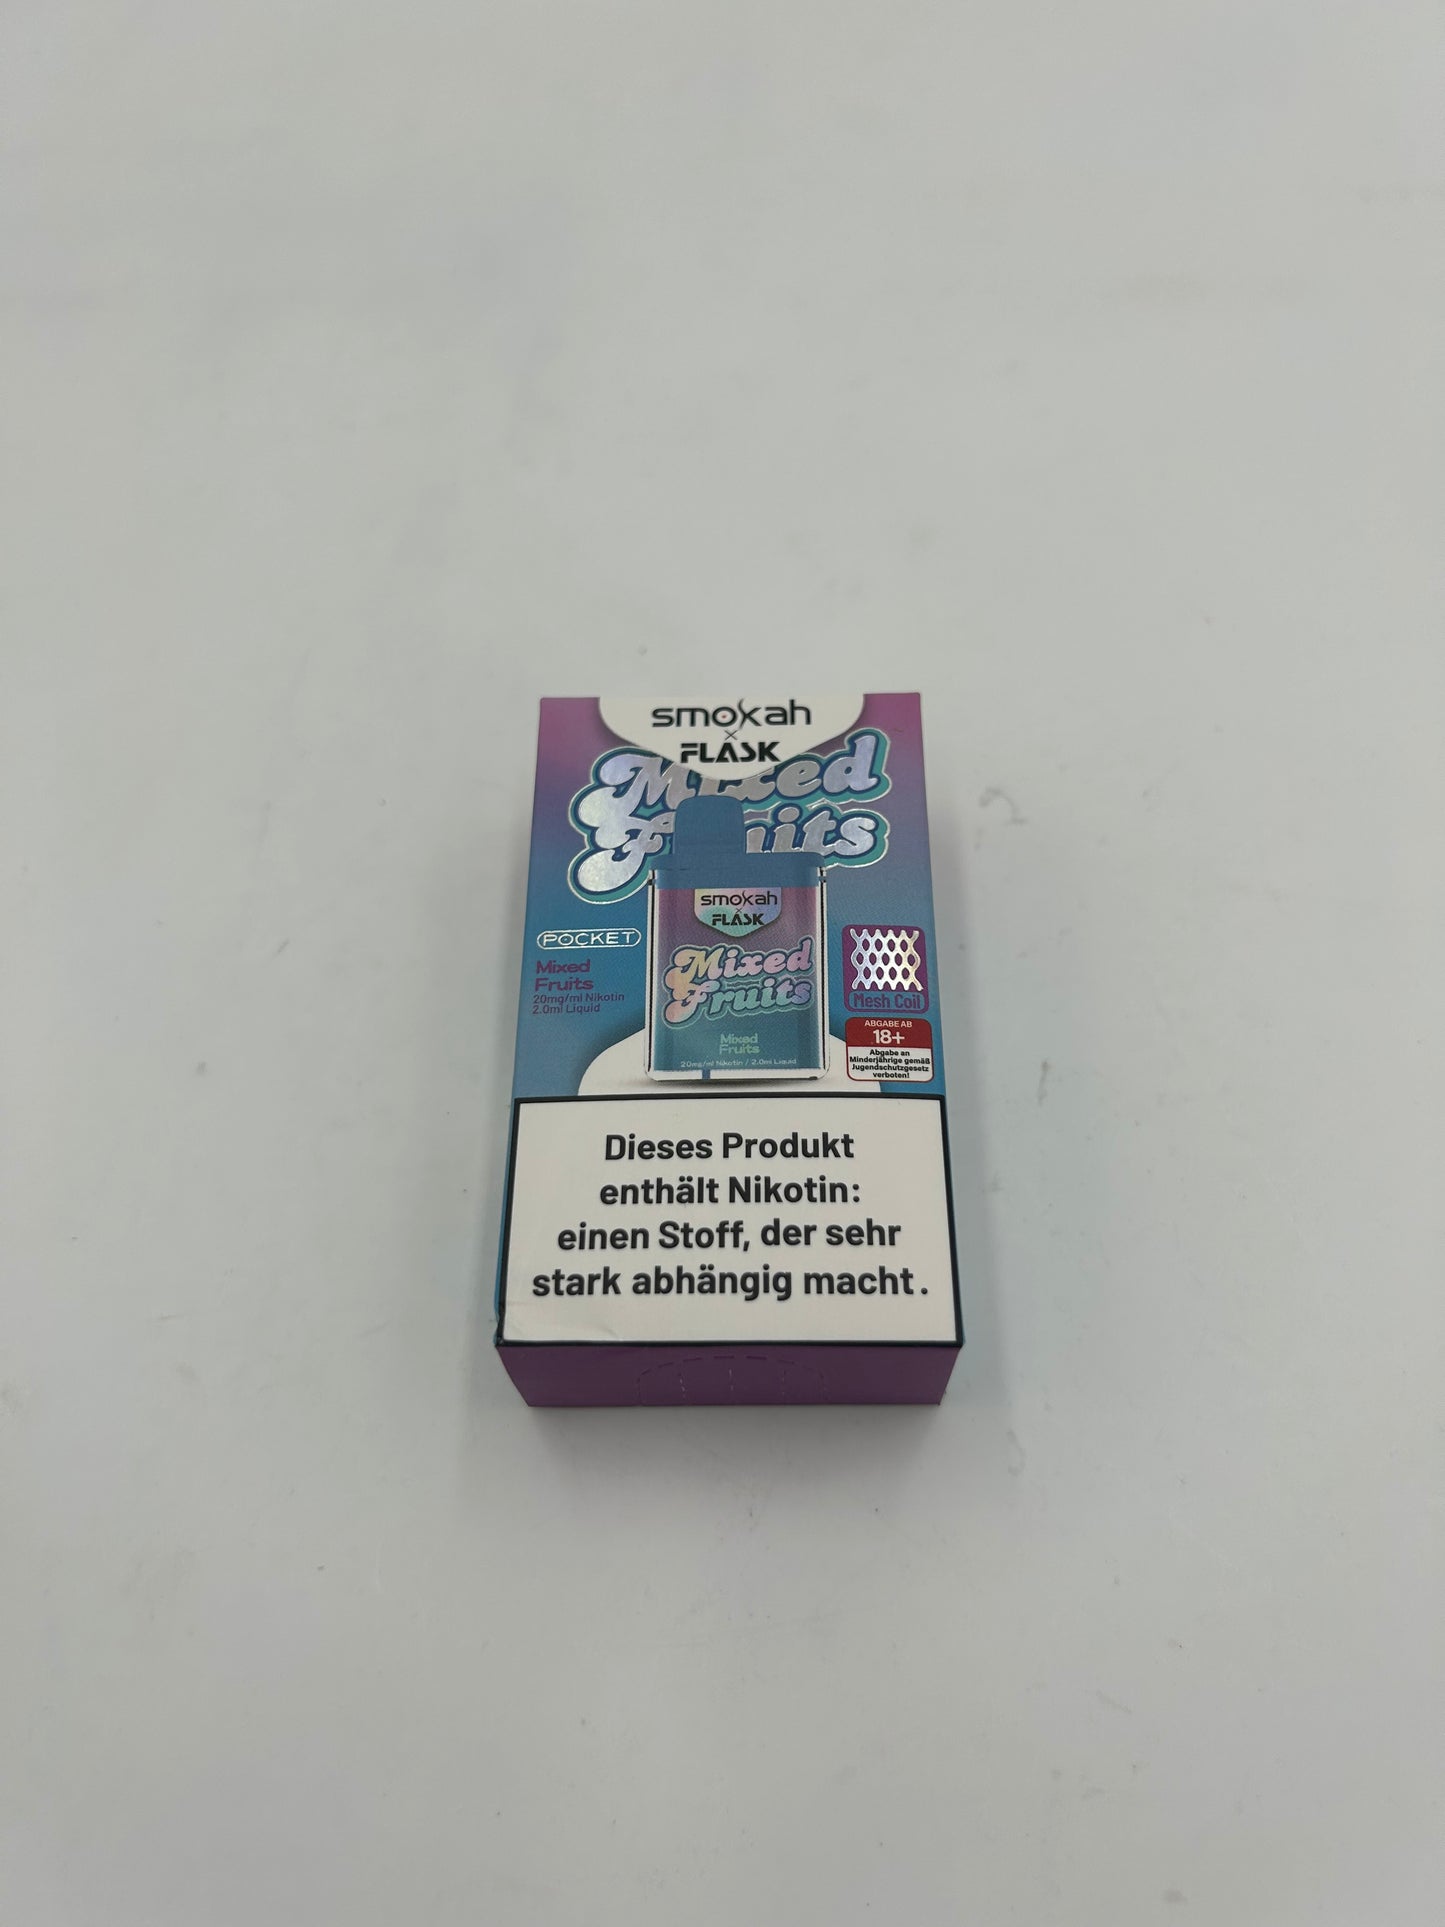 smokah
x
FLASK
Mixed
Fruits
smokah
x
FLASK
POCKET
Mixed
Fruits
Mixed
Fruits
20mg/ml Nikotin
2.0ml Liquid
Mesh Coil
Mixed
Fruits
20mg/ml Nikotin / 2.0ml Liquid
ABGABE AB
18+
Abgabe an
Minderjährige gemäß
Jugendschutzgesetz
verboten!
Dieses Produkt
enthält Nikotin:
einen Stoff, der sehr
stark abhängig macht.